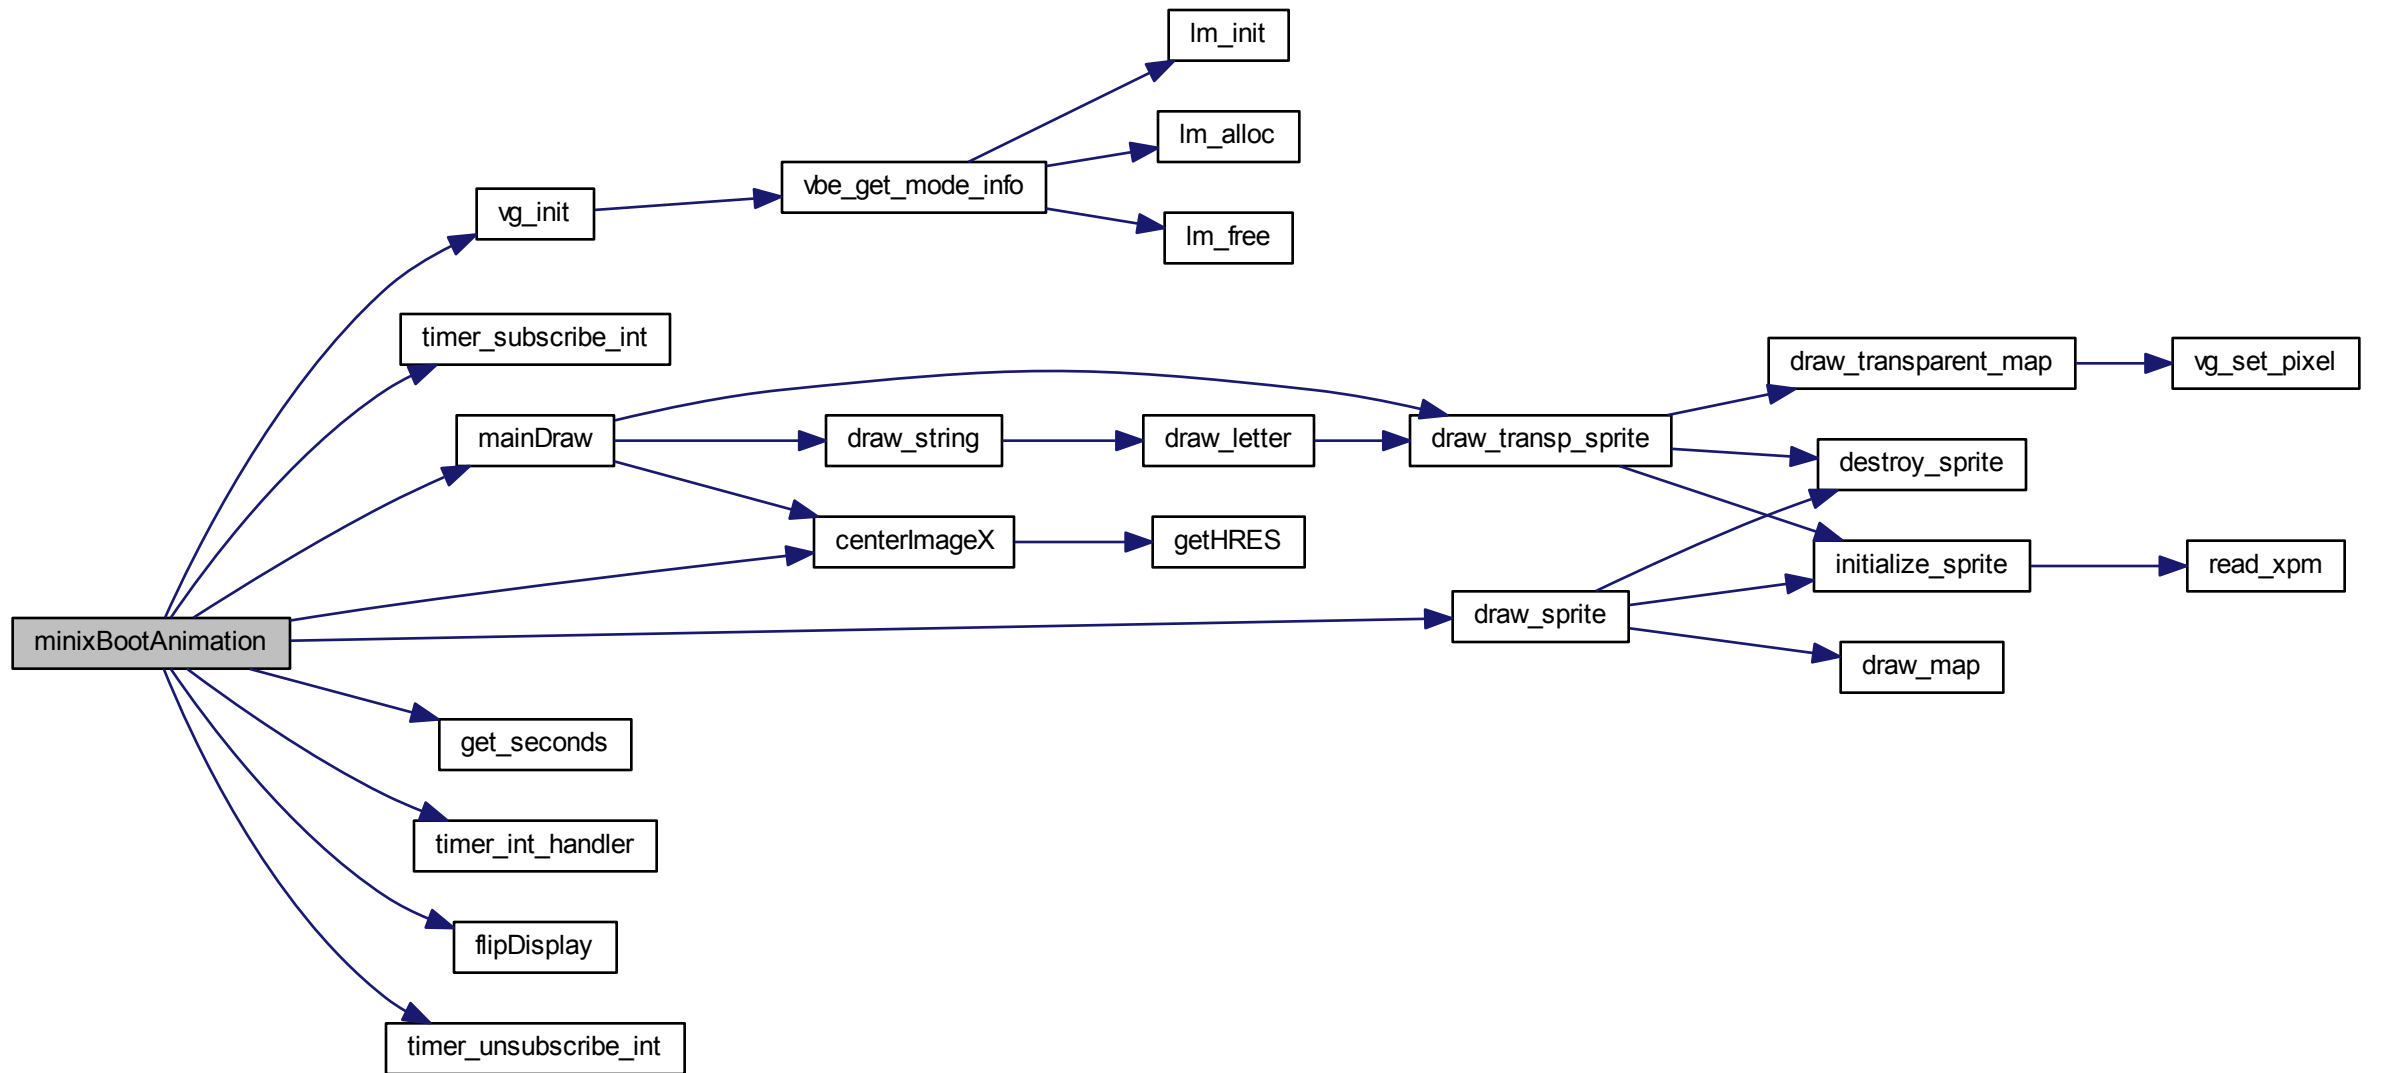 lm_init
lm_alloc
vbe_get_mode_info
vg_init
lm_free
timer_subscribe_int
draw_transparent_map
vg_set_pixel
mainDraw
draw_string
draw_letter
draw_transp_sprite
destroy_sprite
centerImageX
getHRES
initialize_sprite
read_xpm
draw_sprite
minixBootAnimation
draw_map
get_seconds
timer_int_handler
flipDisplay
timer_unsubscribe_int